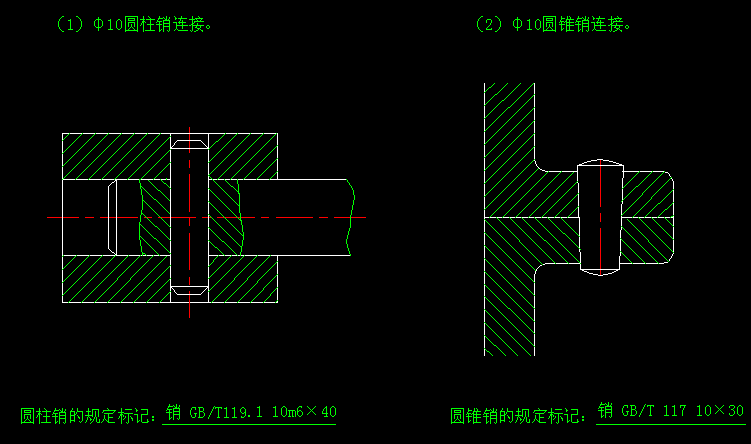 （1）Φ10圆柱销连接。
（2）Φ10圆锥销连接。
圆柱销的规定标记：销 GB/T119.1 10m6×40
圆锥销的规定标记：销 GB/T 117 10×30